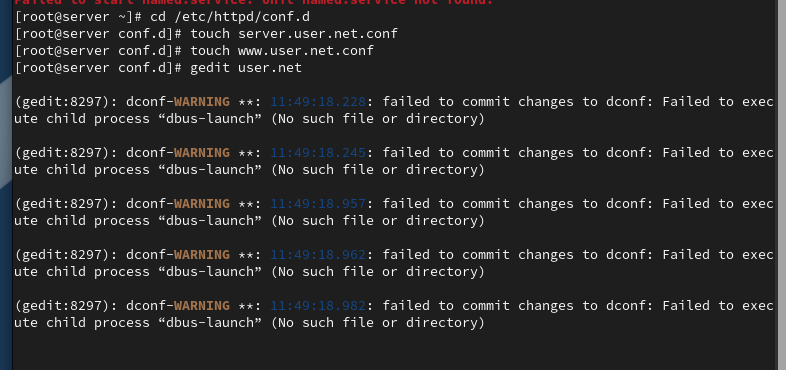 Failed to start named.service: Unit named.service not found.
[root@server ~]# cd /etc/httpd/conf.d
[root@server conf.d]# touch server.user.net.conf
[root@server conf.d]# touch www.user.net.conf
[root@server conf.d]# gedit user.net
(gedit:8297): dconf-WARNING **: 11:49:18.228: failed to commit changes to dconf: Failed to exec
ute child process “dbus-launch” (No such file or directory)
(gedit:8297): dconf-WARNING **: 11:49:18.245: failed to commit changes to dconf: Failed to exec
ute child process “dbus-launch” (No such file or directory)
(gedit:8297): dconf-WARNING **: 11:49:18.957: failed to commit changes to dconf: Failed to exec
ute child process “dbus-launch” (No such file or directory)
(gedit:8297): dconf-WARNING **: 11:49:18.962: failed to commit changes to dconf: Failed to exec
ute child process “dbus-launch” (No such file or directory)
(gedit:8297): dconf-WARNING **: 11:49:18.982: failed to commit changes to dconf: Failed to exec
ute child process “dbus-launch” (No such file or directory)